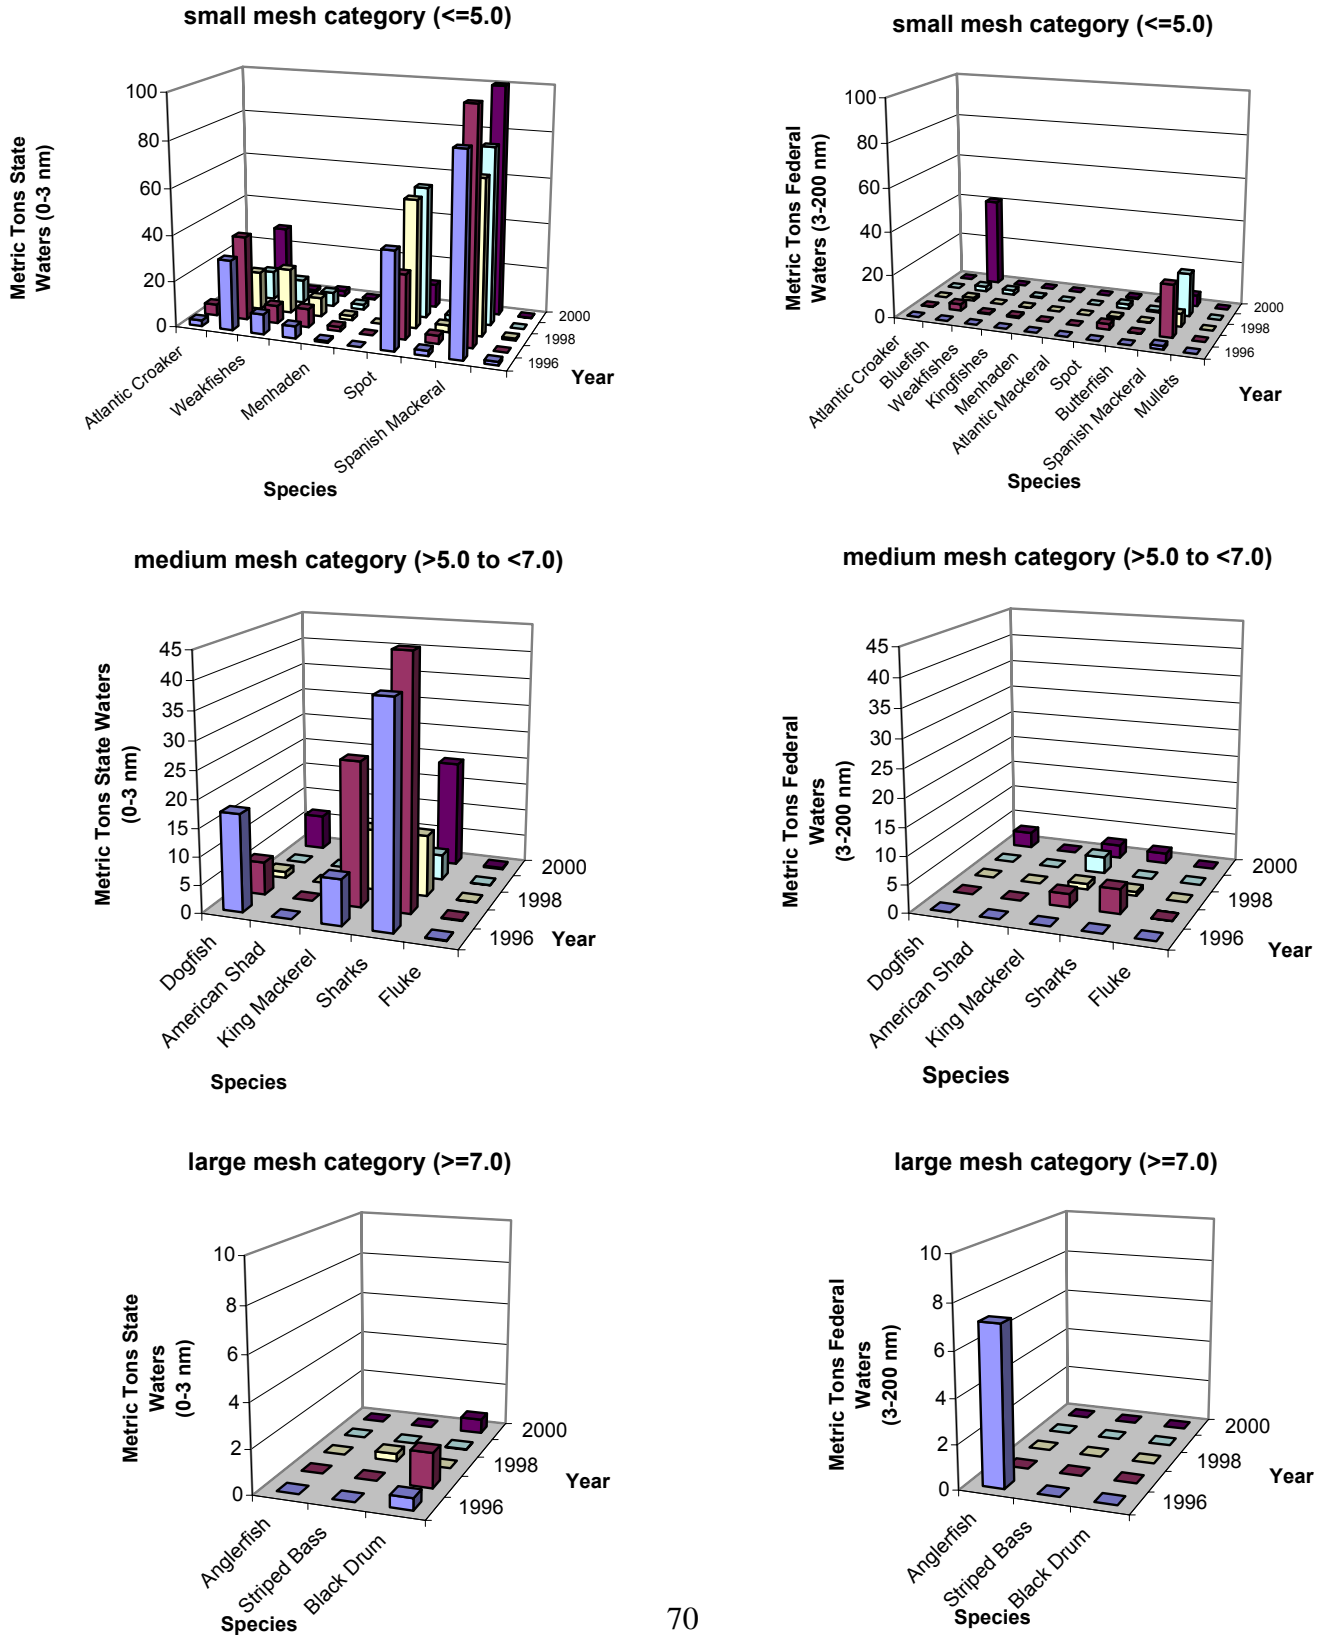 small mesh category (<=5.0)
Metric Tons State
Waters (0-3 nm)
100
80
60
40
20
0
Atlantic Croaker
Weakfishes
Menhaden
Spot
Spanish Mackeral
1996
1998
2000
Year
Species
small mesh category (<=5.0)
Metric Tons Federal
Waters (3-200 nm)
100
80
60
40
20
0
Atlantic Croaker
Bluefish
Weakfishes
Kingfishes
Menhaden
Atlantic Mackeral
Spot
Butterfish
Spanish Mackeral
Mullets
1996
1998
2000
Year
Species
medium mesh category (>5.0 to <7.0)
Metric Tons State Waters
(0-3 nm)
45
40
35
30
25
20
15
10
5
0
Dogfish
American Shad
King Mackerel
Sharks
Fluke
1996
1998
2000
Year
Species
medium mesh category (>5.0 to <7.0)
Metric Tons Federal
Waters
(3-200 nm)
45
40
35
30
25
20
15
10
5
0
Dogfish
American Shad
King Mackerel
Sharks
Fluke
1996
1998
2000
Year
Species
large mesh category (>=7.0)
Metric Tons State
Waters
(0-3 nm)
10
8
6
4
2
0
Anglerfish
Striped Bass
Black Drum
1996
1998
2000
Year
Species
large mesh category (>=7.0)
Metric Tons Federal
Waters
(3-200 nm)
10
8
6
4
2
0
Anglerfish
Striped Bass
Black Drum
1996
1998
2000
Year
Species
70